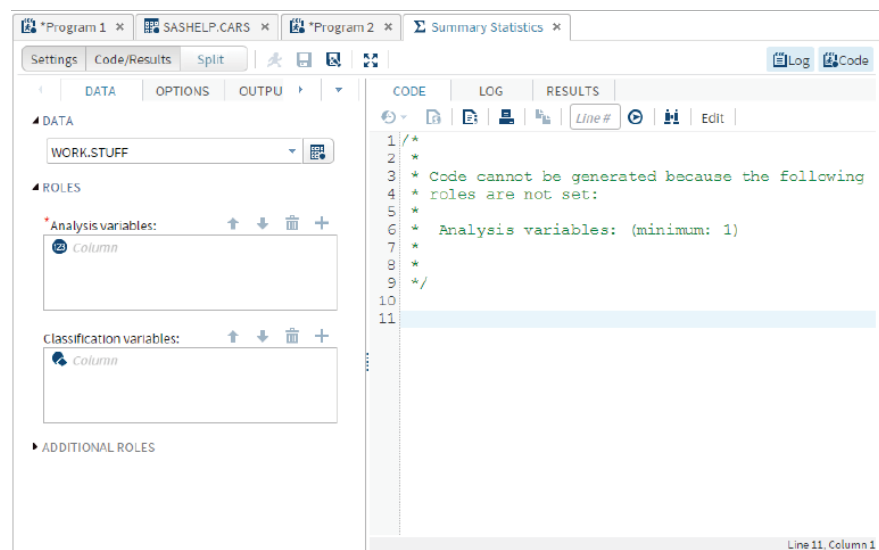 *Program 1 × SASHELP.CARS × *Program 2 × Σ Summary Statistics ×
Settings Code/Results Split Log Code
DATA OPTIONS OUTPU
DATA
WORK.STUFF
ROLES
*Analysis variables:
123 Column
Classification variables:
Column
ADDITIONAL ROLES
CODE LOG RESULTS
Line # Edit
1 /*
2 *
3 * Code cannot be generated because the following
4 * roles are not set:
5 *
6 * Analysis variables: (minimum: 1)
7 *
8 *
9 */
10
11
Line 11, Column 1